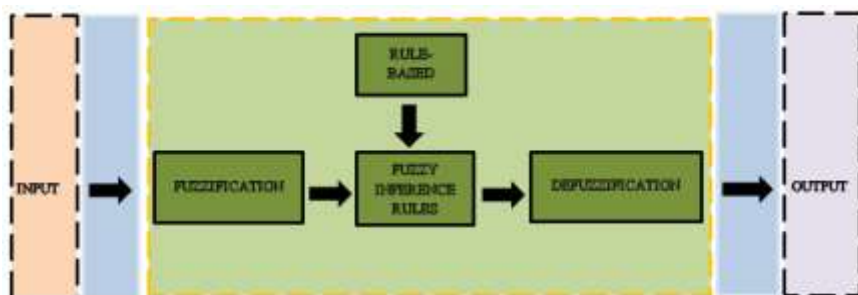 RULE-
BASED
INPUT
FUZZIFICATION
FUZZY
INFERENCE
RULES
DEFUZZIFICATION
OUTPUT